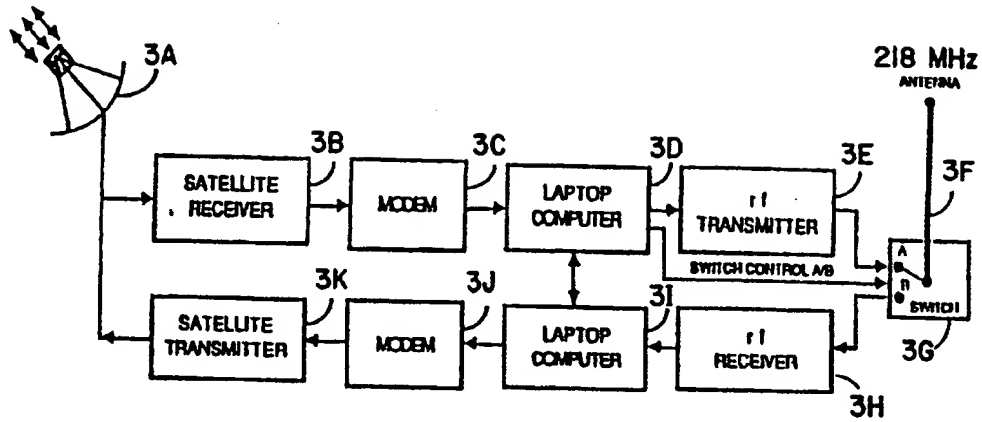 3A
218 MHz
ANTENNA
3B
3C
3D
3E
3F
SATELLITE
RECEIVER
MODEM
LAPTOP
COMPUTER
rf
TRANSMITTER
SWITCH CONTROL A/B
A
B
SWITCH
3G
3K
3J
3I
SATELLITE
TRANSMITTER
MODEM
LAPTOP
COMPUTER
rf
RECEIVER
3H